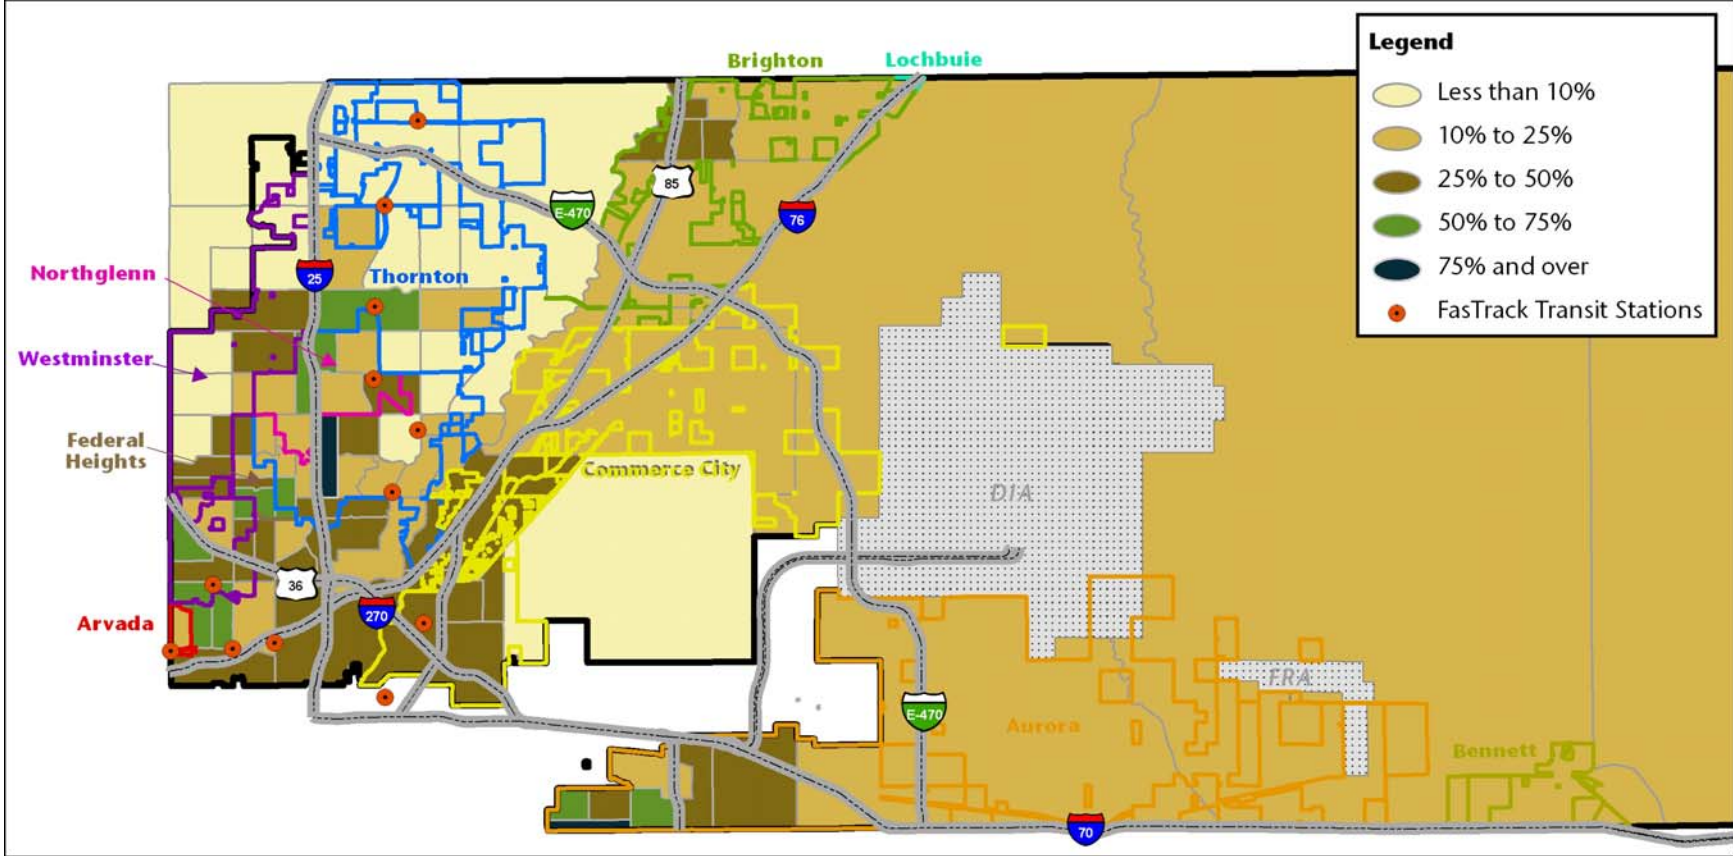 Legend
Less than 10%
10% to 25%
25% to 50%
50% to 75%
75% and over
FasTrack Transit Stations
Brighton
Lochbuie
85
E-470
76
Northglenn
25
Thornton
Westminster
Federal
Heights
Commerce City
DIA
36
270
Arvada
FRA
E-470
Aurora
Bennett
70